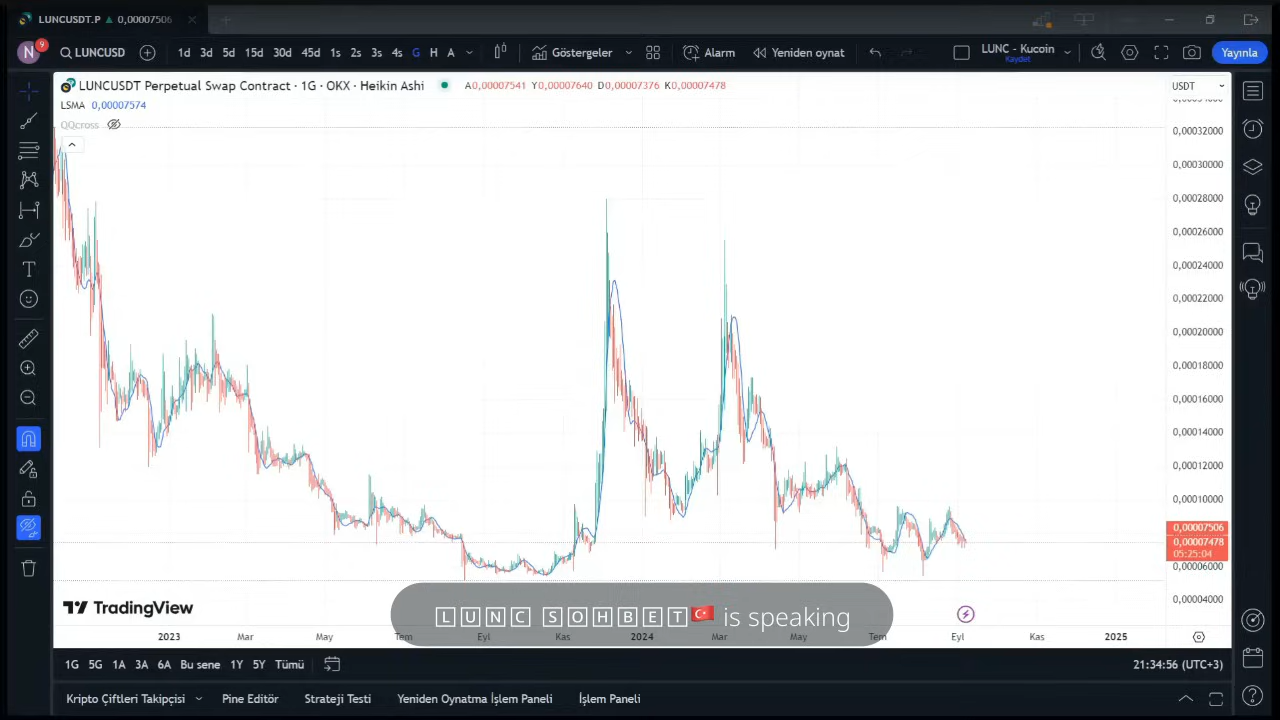 LUNCUSDT.P ▲ 0,00007506
N 9 LUNCUSD 1d 3d 5d 15d 30d 45d 1s 2s 3s 4s G H A Göstergeler Alarm Yeniden oynat LUNC - Kucoin Kaydet Yayınla
LUNCUSDT Perpetual Swap Contract · 1G · OKX · Heikin Ashi A0,00007541 Y0,00007640 D0,00007376 K0,00007478 USDT
LSMA 0,00007574
QQcross
0,00032000
0,00030000
0,00028000
0,00026000
0,00024000
0,00022000
0,00020000
0,00018000
0,00016000
0,00014000
0,00012000
0,00010000
0,00007506
0,00007478
05:25:04
0,00006000
0,00004000
TradingView
LUNC SOHBET🇹🇷 is speaking
2023 Mar May Tem Eyl Kas 2024 Mar May Tem Eyl Kas 2025
1G 5G 1A 3A 6A Bu sene 1Y 5Y Tümü 21:34:56 (UTC+3)
Kripto Çiftleri Takipçisi Pine Editör Strateji Testi Yeniden Oynatma İşlem Paneli İşlem Paneli